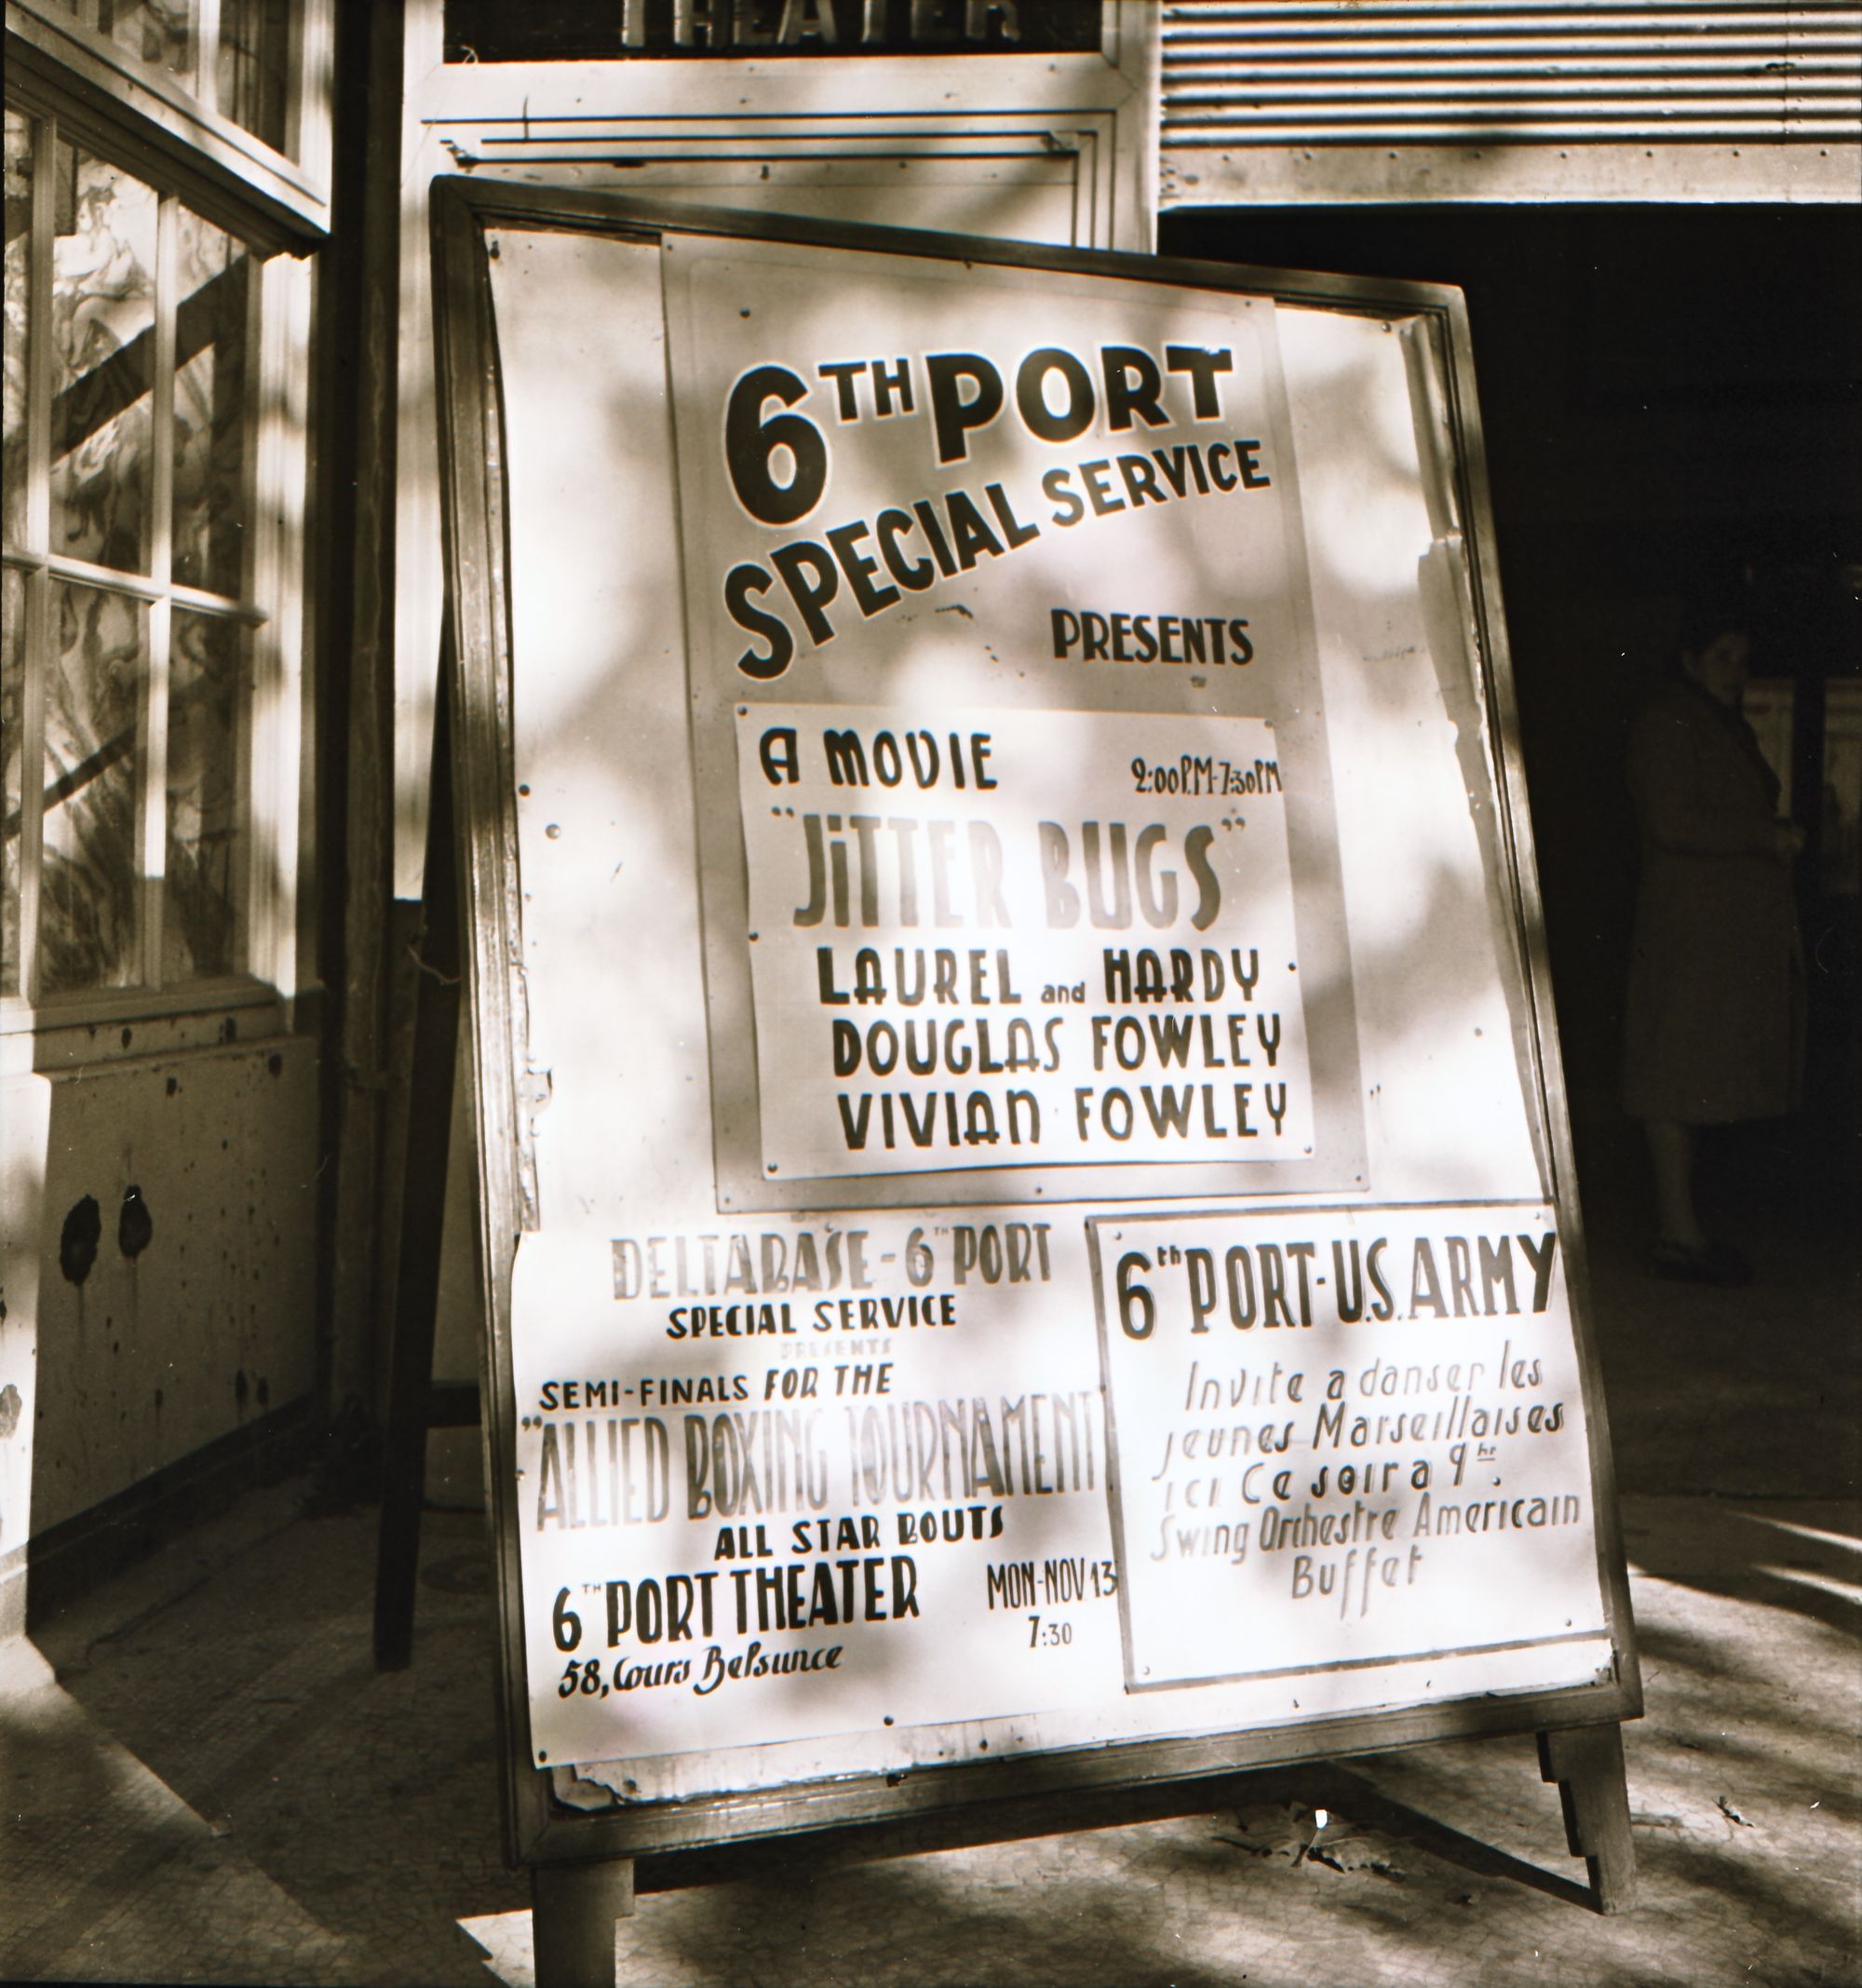 THEATER
6TH PORT
SPECIAL SERVICE
PRESENTS
A MOVIE 2:00P.M-7:30PM
"JiTTER BUGS"
LAUREL and HARDY
DOUGLAS FOWLEY
VIVIAN FOWLEY
DELTABASE-6TH PORT
SPECIAL SERVICE
PRESENTS
SEMI-FINALS FOR THE
"ALLIED BOXING TOURNAMENT"
ALL STAR BOUTS
6TH PORT THEATER MON-NOV 13
7:30
58, Cours Belsunce
6th PORT-U.S. ARMY
Invite a danser les
jeunes Marseillaises
ici Ce soir a 9hr.
Swing Orchestre Americain
Buffet